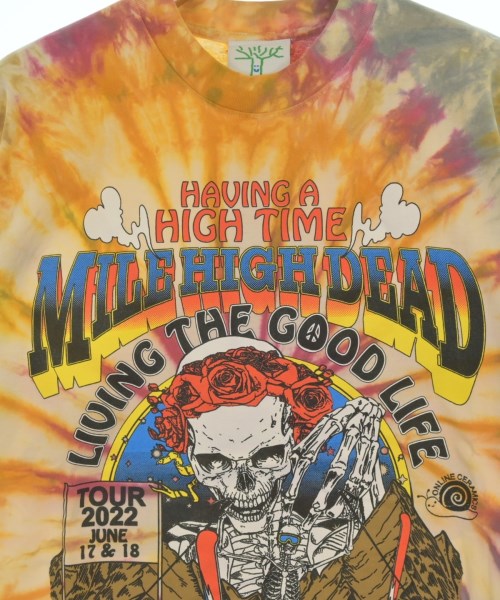 HAVING A
HIGH TIME
MILE HIGH DEAD
LIVING THE GOOD LIFE
TOUR
2022
JUNE
17 & 18
ONLINE CERAMICS